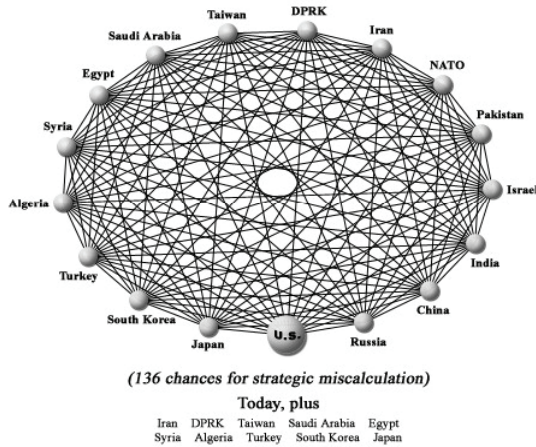 Taiwan
DPRK
Saudi Arabia
Iran
Egypt
NATO
Syria
Pakistan
Algeria
Israel
Turkey
India
South Korea
China
Japan
U.S.
Russia
(136 chances for strategic miscalculation)
Today, plus
Iran DPRK Taiwan Saudi Arabia Egypt
Syria Algeria Turkey South Korea Japan